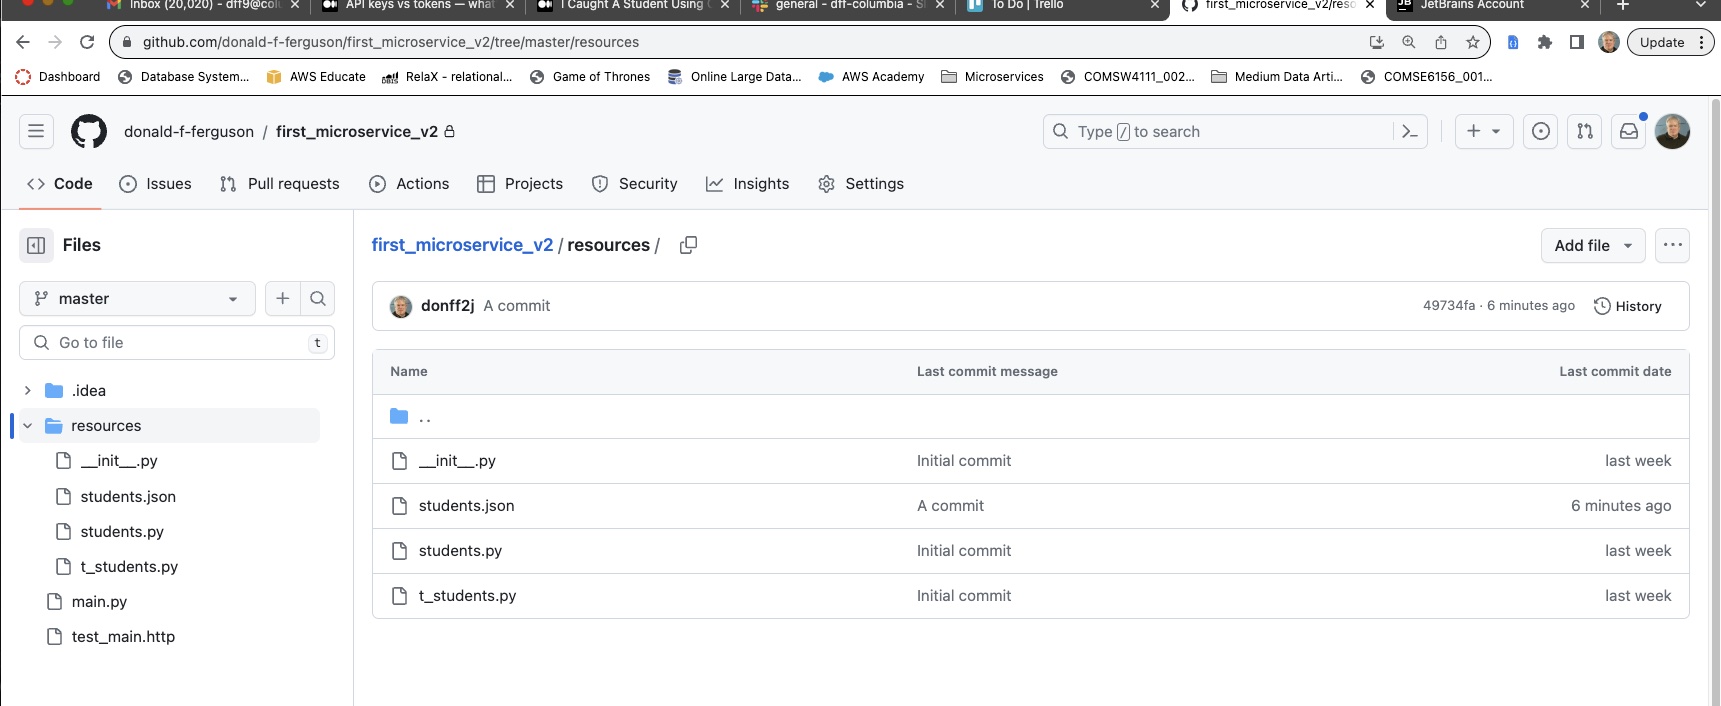 Inbox (20,020) - dff9@col
API keys vs tokens — what
I Caught A Student Using
general - dff-columbia - Sl
To Do | Trello
first_microservice_v2/reso
JetBrains Account
github.com/donald-f-ferguson/first_microservice_v2/tree/master/resources
Update
Dashboard
Database System...
AWS Educate
RelaX - relational...
Game of Thrones
Online Large Data...
AWS Academy
Microservices
COMSW4111_002...
Medium Data Arti...
COMSE6156_001...
donald-f-ferguson / first_microservice_v2
Type / to search
Code
Issues
Pull requests
Actions
Projects
Security
Insights
Settings
Files
first_microservice_v2 / resources /
Add file
master
donff2j A commit
49734fa · 6 minutes ago
History
Go to file
t
Name Last commit message Last commit date
.idea
resources
__init__.py
students.json
students.py
t_students.py
main.py
test_main.http
..
__init__.py Initial commit last week
students.json A commit 6 minutes ago
students.py Initial commit last week
t_students.py Initial commit last week